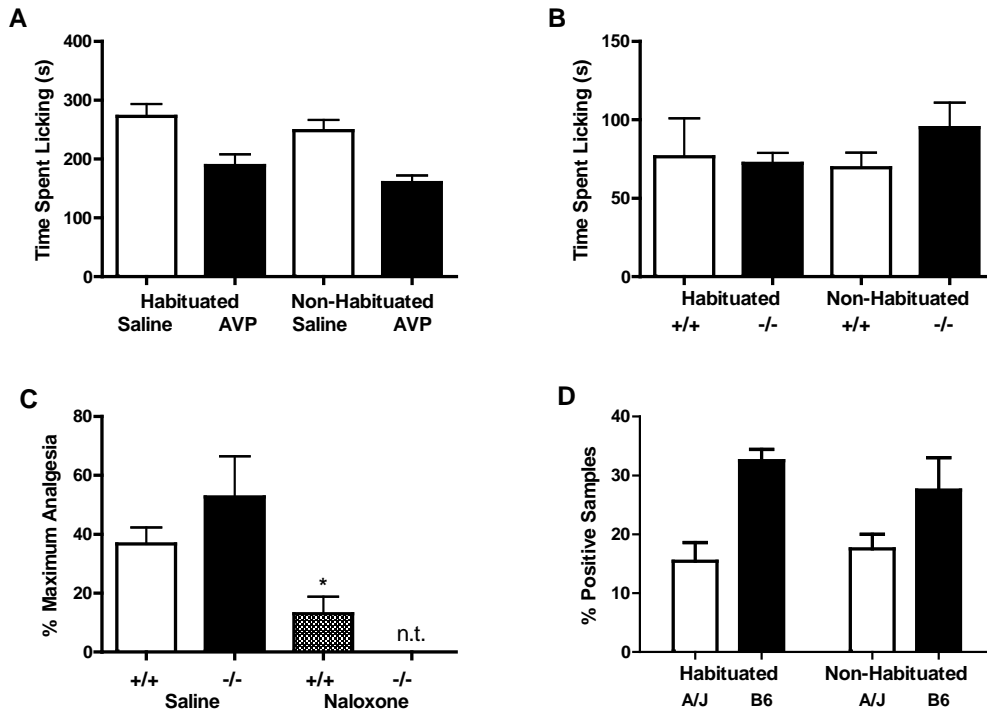 A
Time Spent Licking (s)
400
300
200
100
0
Habituated Non-Habituated
Saline AVP Saline AVP
B
Time Spent Licking (s)
150
100
50
0
Habituated Non-Habituated
+/+ -/- +/+ -/-
C
% Maximum Analgesia
80
60
40
20
0
*
n.t.
+/+ -/- +/+ -/-
Saline Naloxone
D
% Positive Samples
40
30
20
10
0
Habituated Non-Habituated
A/J B6 A/J B6